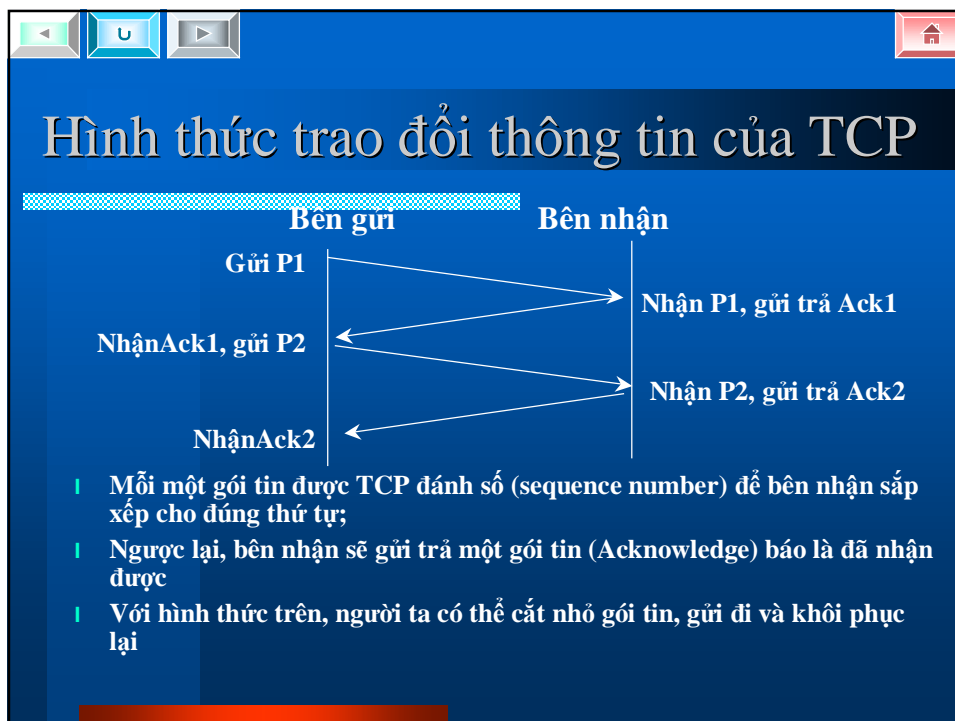 U
Hình thức trao đổi thông tin của TCP
Bên gửi
Bên nhận
Gửi P1
Nhận P1, gửi trả Ack1
NhậnAck1, gửi P2
Nhận P2, gửi trả Ack2
NhậnAck2
l Mỗi một gói tin được TCP đánh số (sequence number) để bên nhận sắp
xếp cho đúng thứ tự;
l Ngược lại, bên nhận sẽ gửi trả một gói tin (Acknowledge) báo là đã nhận
được
l Với hình thức trên, người ta có thể cắt nhỏ gói tin, gửi đi và khôi phục
lại